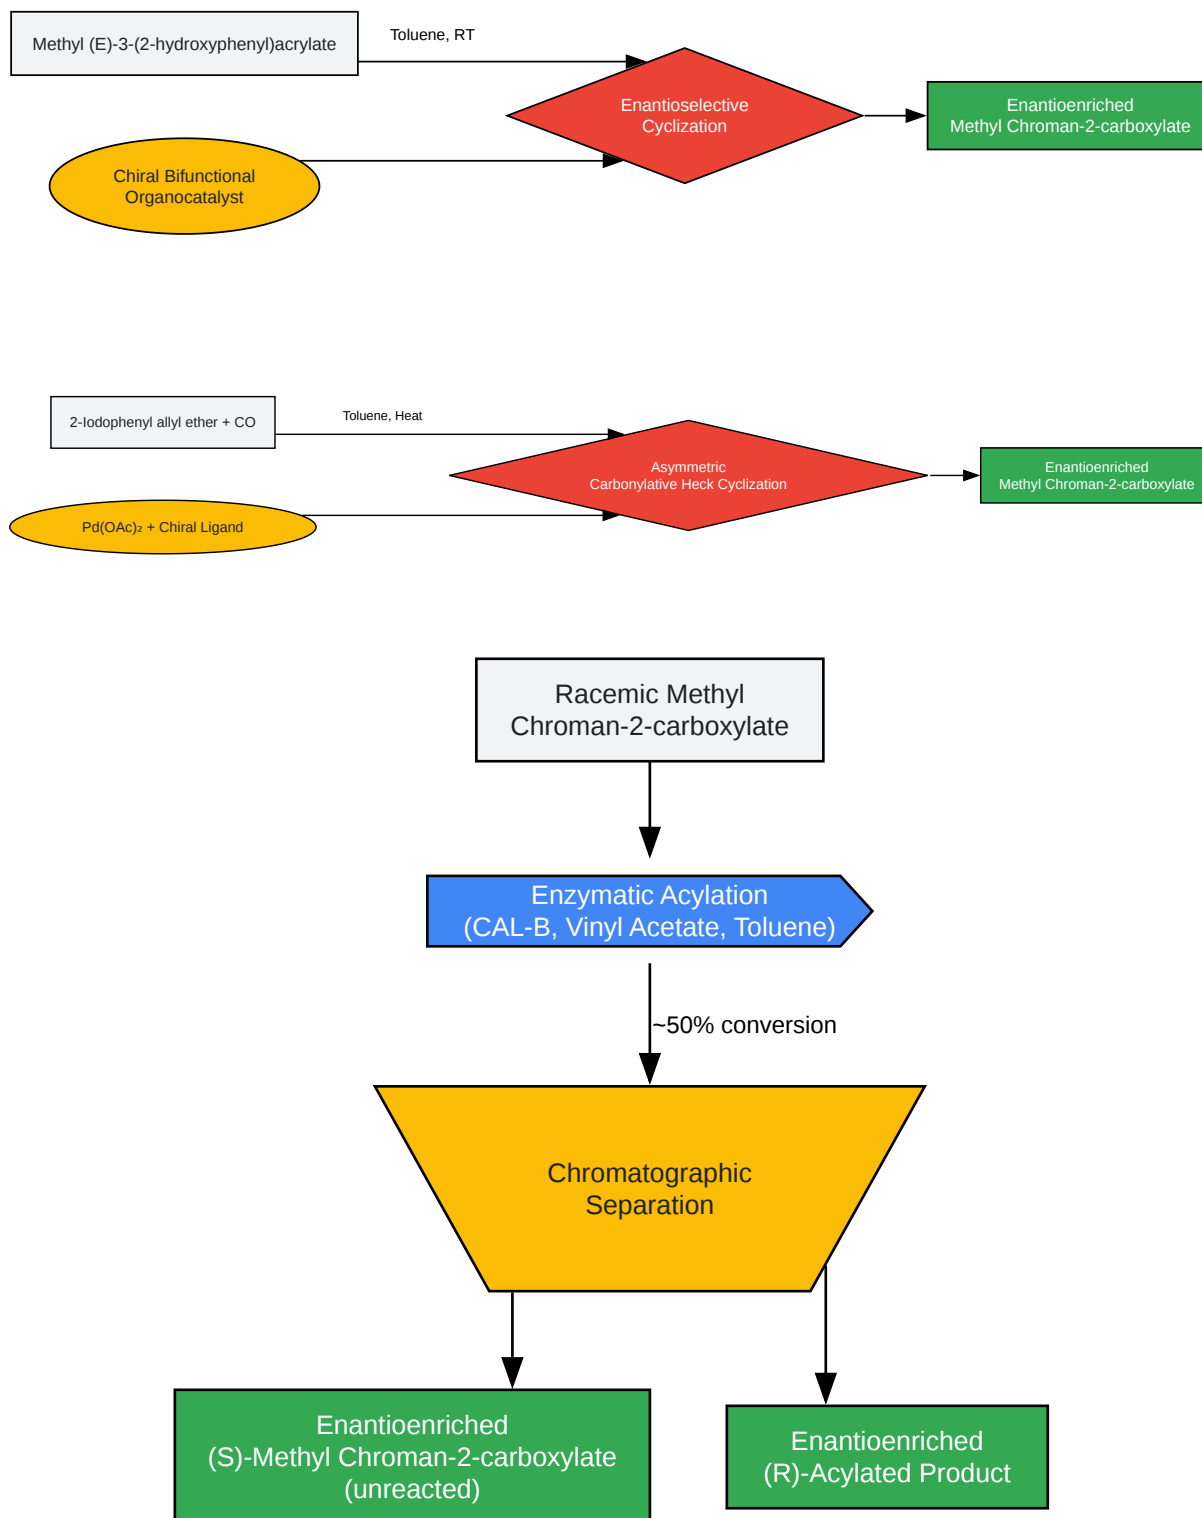 Methyl (E)-3-(2-hydroxyphenyl)acrylate
Toluene, RT
Chiral Bifunctional
Organocatalyst
Enantioselective
Cyclization
Enantioenriched
Methyl Chroman-2-carboxylate
2-Iodophenyl allyl ether + CO
Toluene, Heat
Pd(OAc)₂ + Chiral Ligand
Asymmetric
Carbonylative Heck Cyclization
Enantioenriched
Methyl Chroman-2-carboxylate
Racemic Methyl
Chroman-2-carboxylate
Enzymatic Acylation
(CAL-B, Vinyl Acetate, Toluene)
~50% conversion
Chromatographic
Separation
Enantioenriched
(S)-Methyl Chroman-2-carboxylate
(unreacted)
Enantioenriched
(R)-Acylated Product